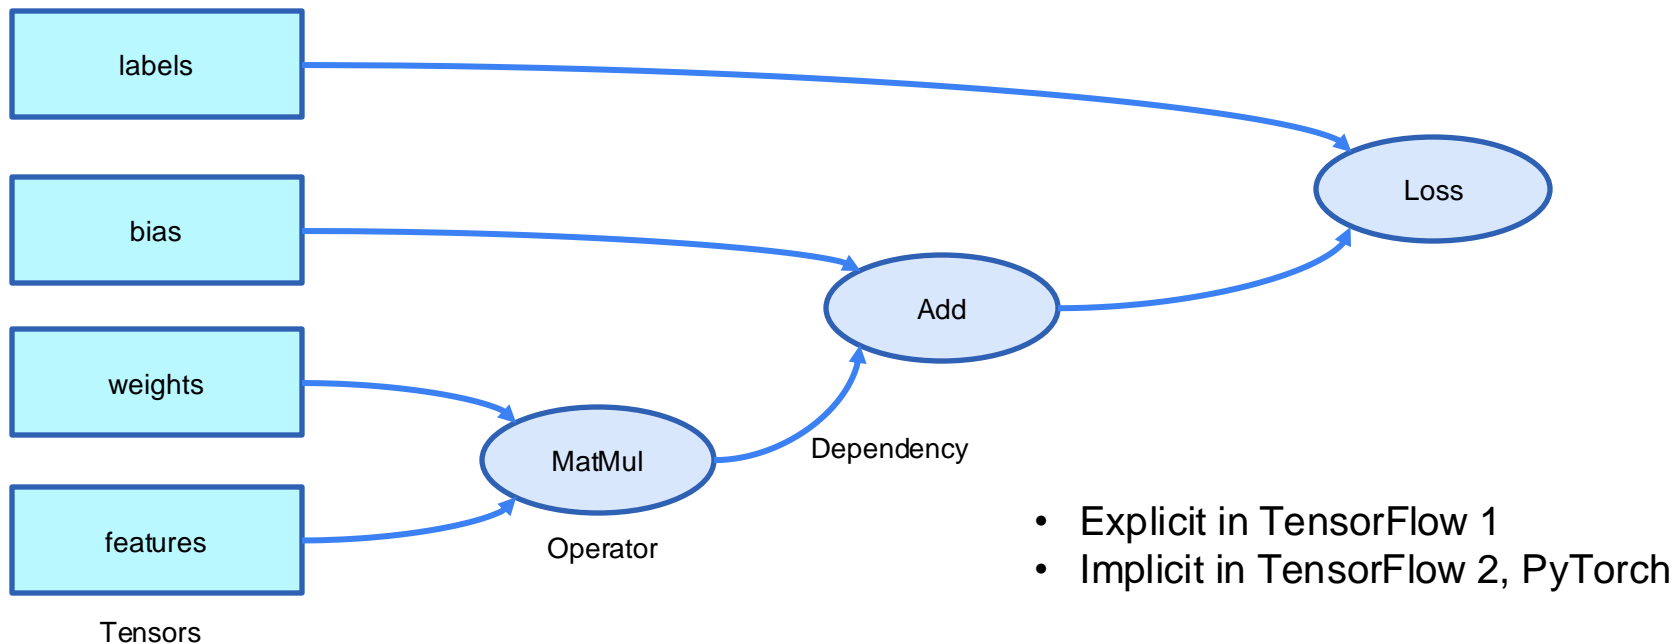 labels
Loss
bias
Add
weights
MatMul
Dependency
features
Operator
Tensors
• Explicit in TensorFlow 1
• Implicit in TensorFlow 2, PyTorch